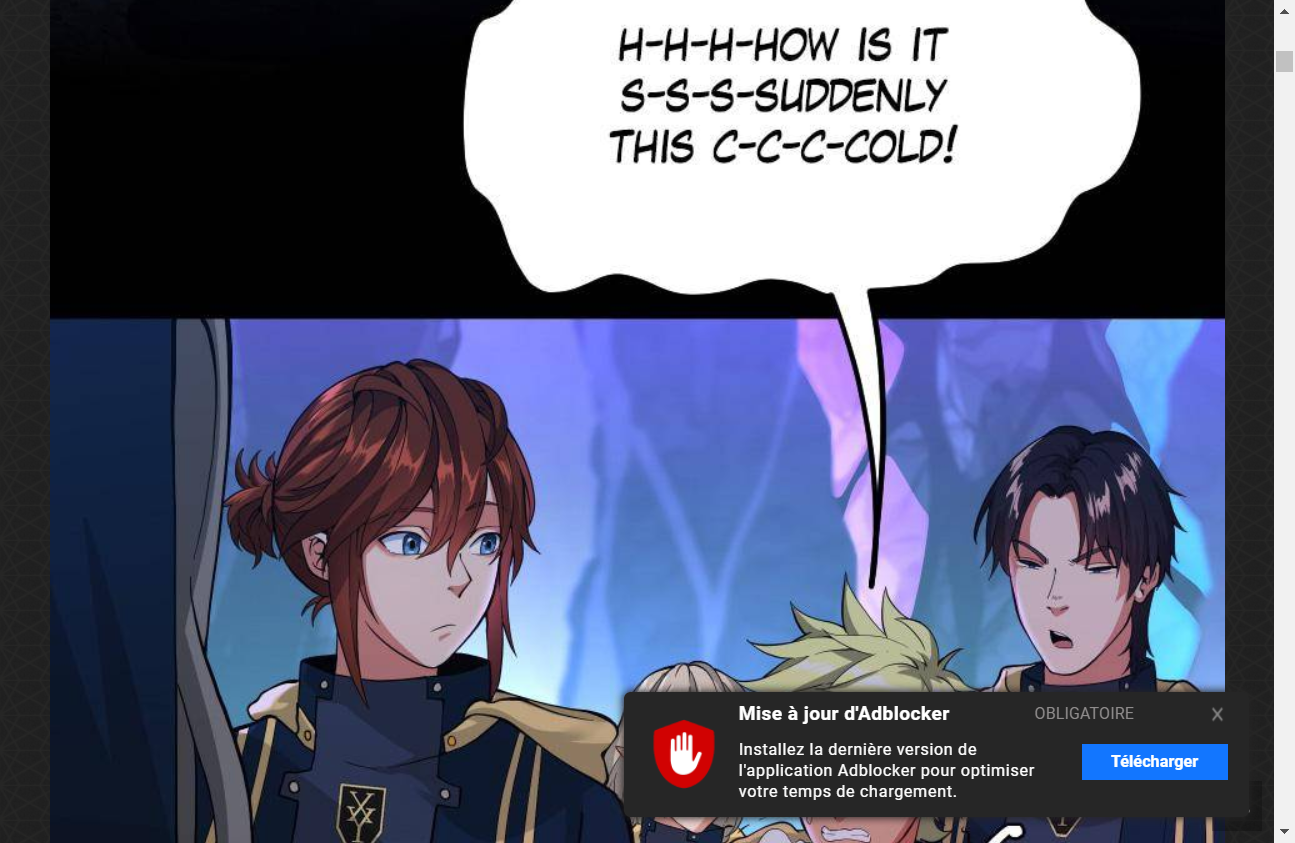 H-H-H-HOW IS IT
S-S-S-SUDDENLY
THIS C-C-C-COLD!
Mise à jour d'Adblocker
OBLIGATOIRE
X
Installez la dernière version de
l'application Adblocker pour optimiser
votre temps de chargement.
Télécharger